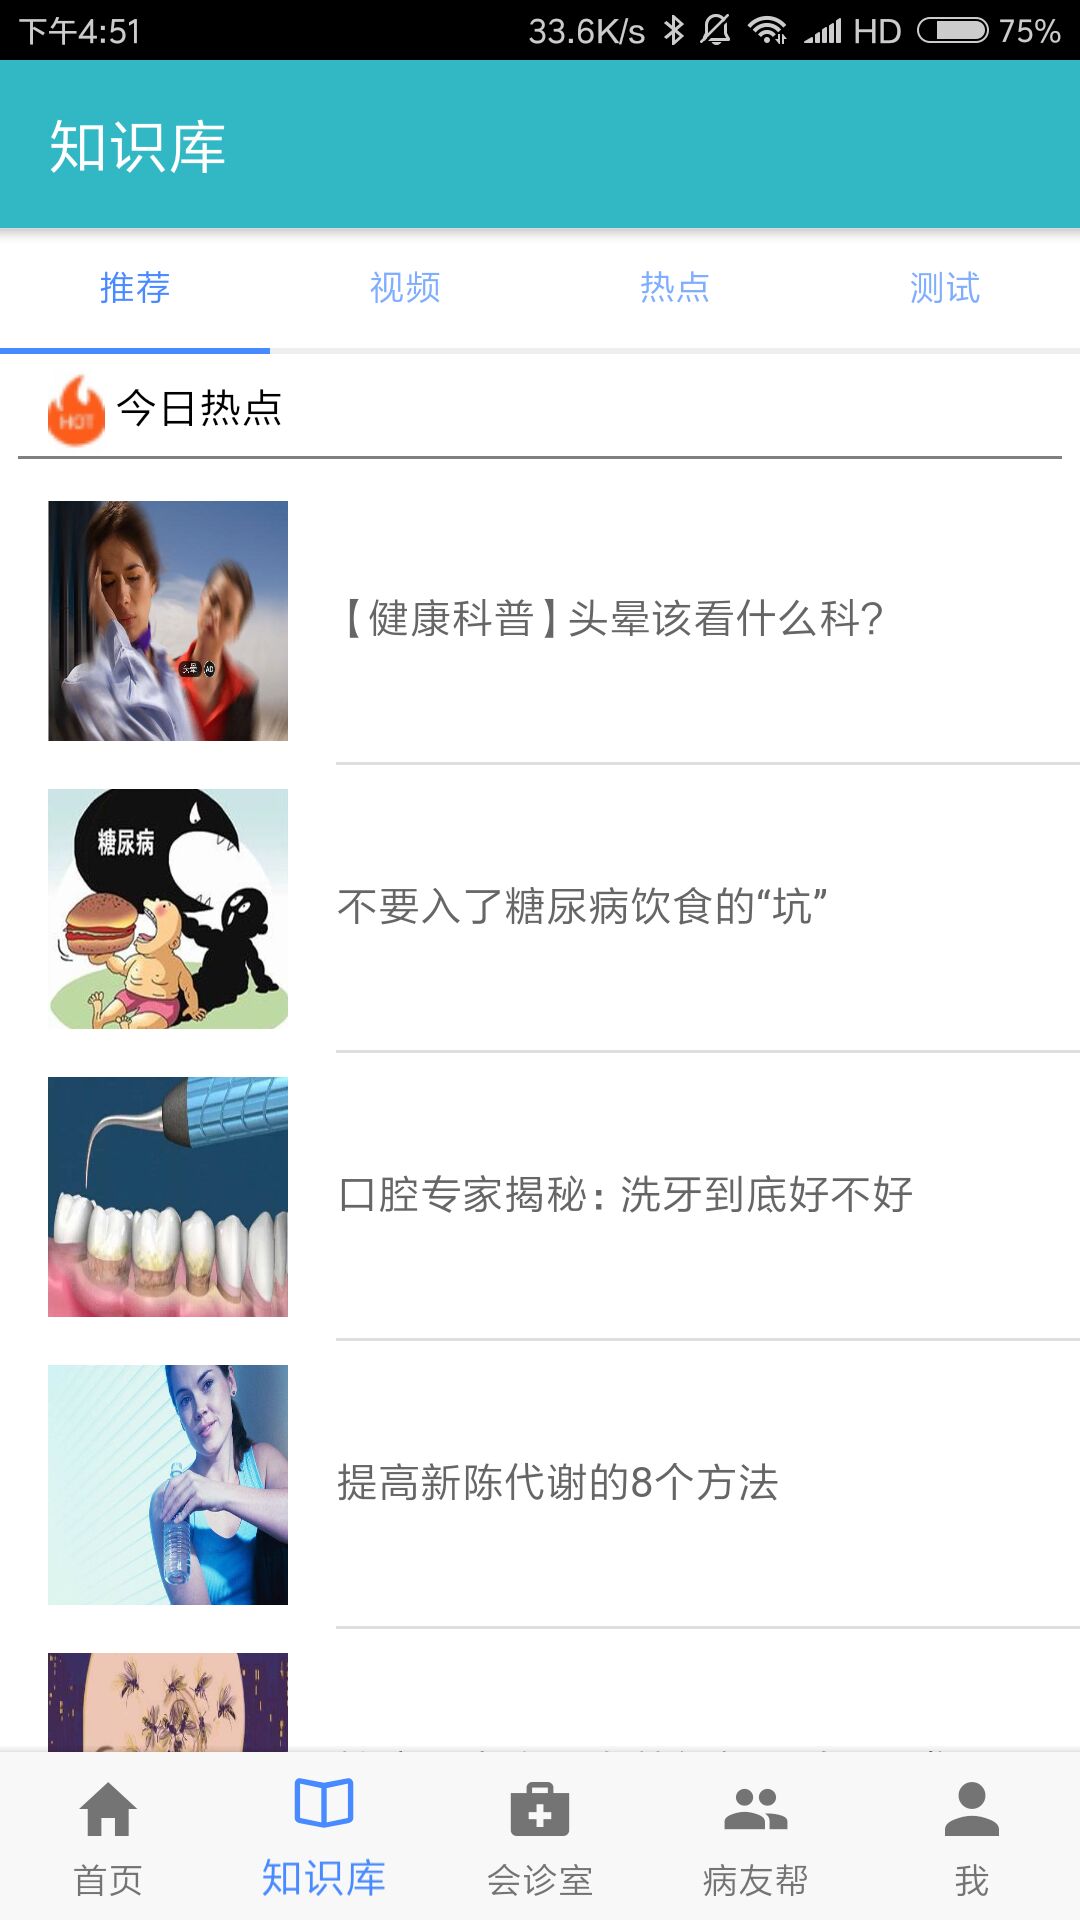 下午4:51 33.6K/s HD 75%
知识库
推荐 视频 热点 测试
HOT 今日热点
【健康科普】头晕该看什么科?
头晕 AD
糖尿病
不要入了糖尿病饮食的“坑”
口腔专家揭秘：洗牙到底好不好
提高新陈代谢的8个方法
首页 知识库 会诊室 病友帮 我